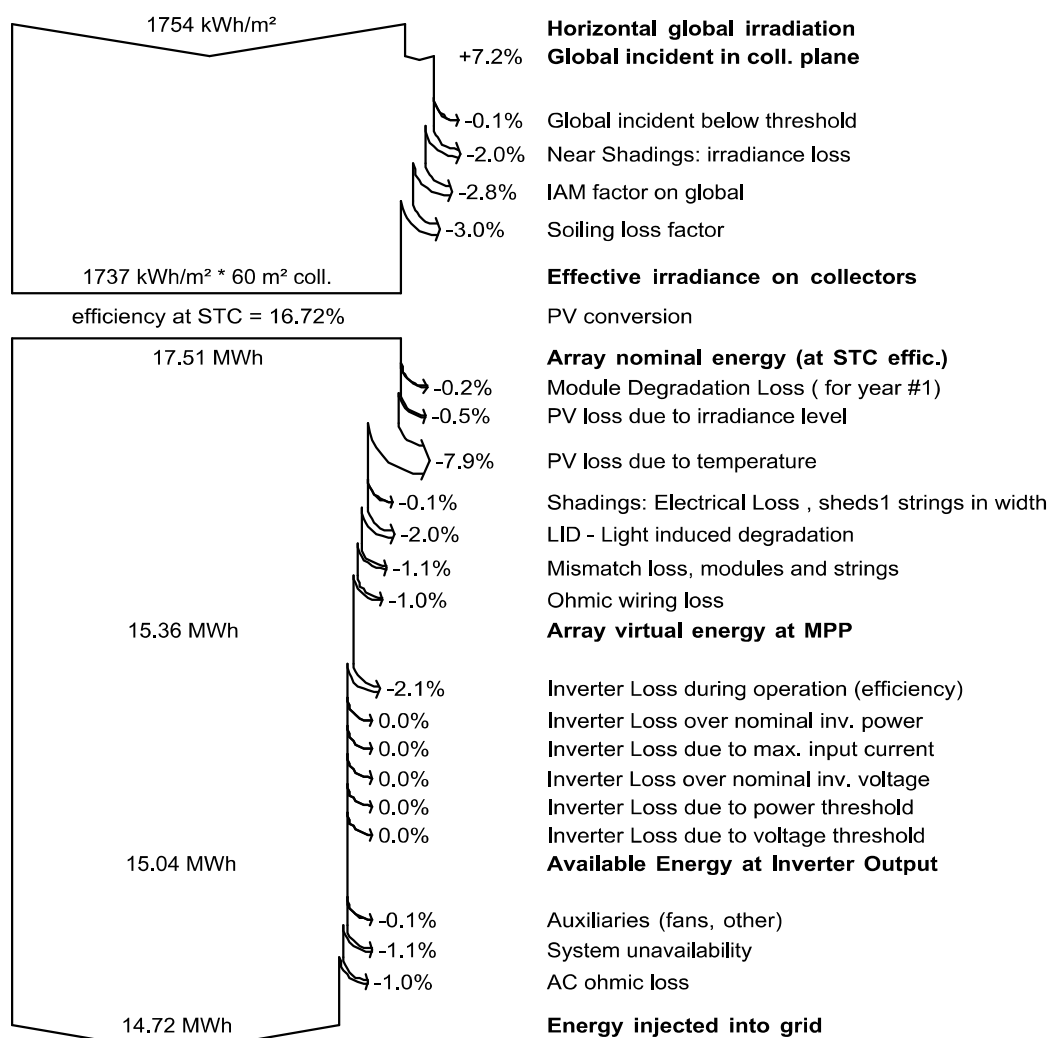 1754 kWh/m² Horizontal global irradiation
+7.2% Global incident in coll. plane
-0.1% Global incident below threshold
-2.0% Near Shadings: irradiance loss
-2.8% IAM factor on global
-3.0% Soiling loss factor
1737 kWh/m² * 60 m² coll. Effective irradiance on collectors
efficiency at STC = 16.72% PV conversion
17.51 MWh Array nominal energy (at STC effic.)
-0.2% Module Degradation Loss ( for year #1)
-0.5% PV loss due to irradiance level
-7.9% PV loss due to temperature
-0.1% Shadings: Electrical Loss , sheds1 strings in width
-2.0% LID - Light induced degradation
-1.1% Mismatch loss, modules and strings
-1.0% Ohmic wiring loss
15.36 MWh Array virtual energy at MPP
-2.1% Inverter Loss during operation (efficiency)
0.0% Inverter Loss over nominal inv. power
0.0% Inverter Loss due to max. input current
0.0% Inverter Loss over nominal inv. voltage
0.0% Inverter Loss due to power threshold
0.0% Inverter Loss due to voltage threshold
15.04 MWh Available Energy at Inverter Output
-0.1% Auxiliaries (fans, other)
-1.1% System unavailability
-1.0% AC ohmic loss
14.72 MWh Energy injected into grid